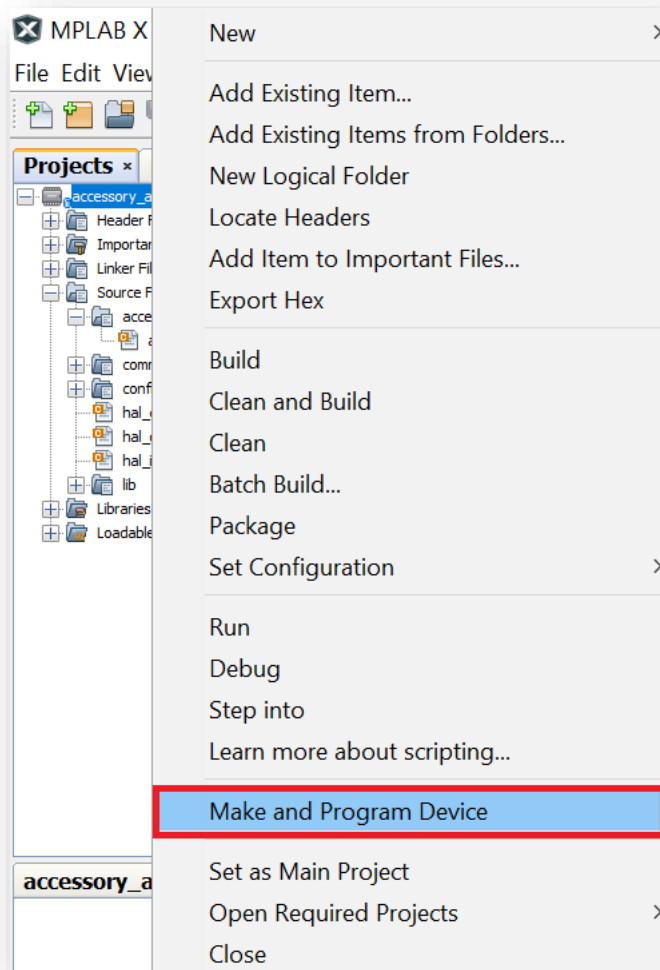 MPLAB X
File Edit View
Projects ×
accessory_a
Header F
Importan
Linker Fil
Source F
acce
a
comm
conf
hal_
hal_
hal_i
lib
Libraries
Loadable
accessory_a
New
Add Existing Item...
Add Existing Items from Folders...
New Logical Folder
Locate Headers
Add Item to Important Files...
Export Hex
Build
Clean and Build
Clean
Batch Build...
Package
Set Configuration
Run
Debug
Step into
Learn more about scripting...
Make and Program Device
Set as Main Project
Open Required Projects
Close